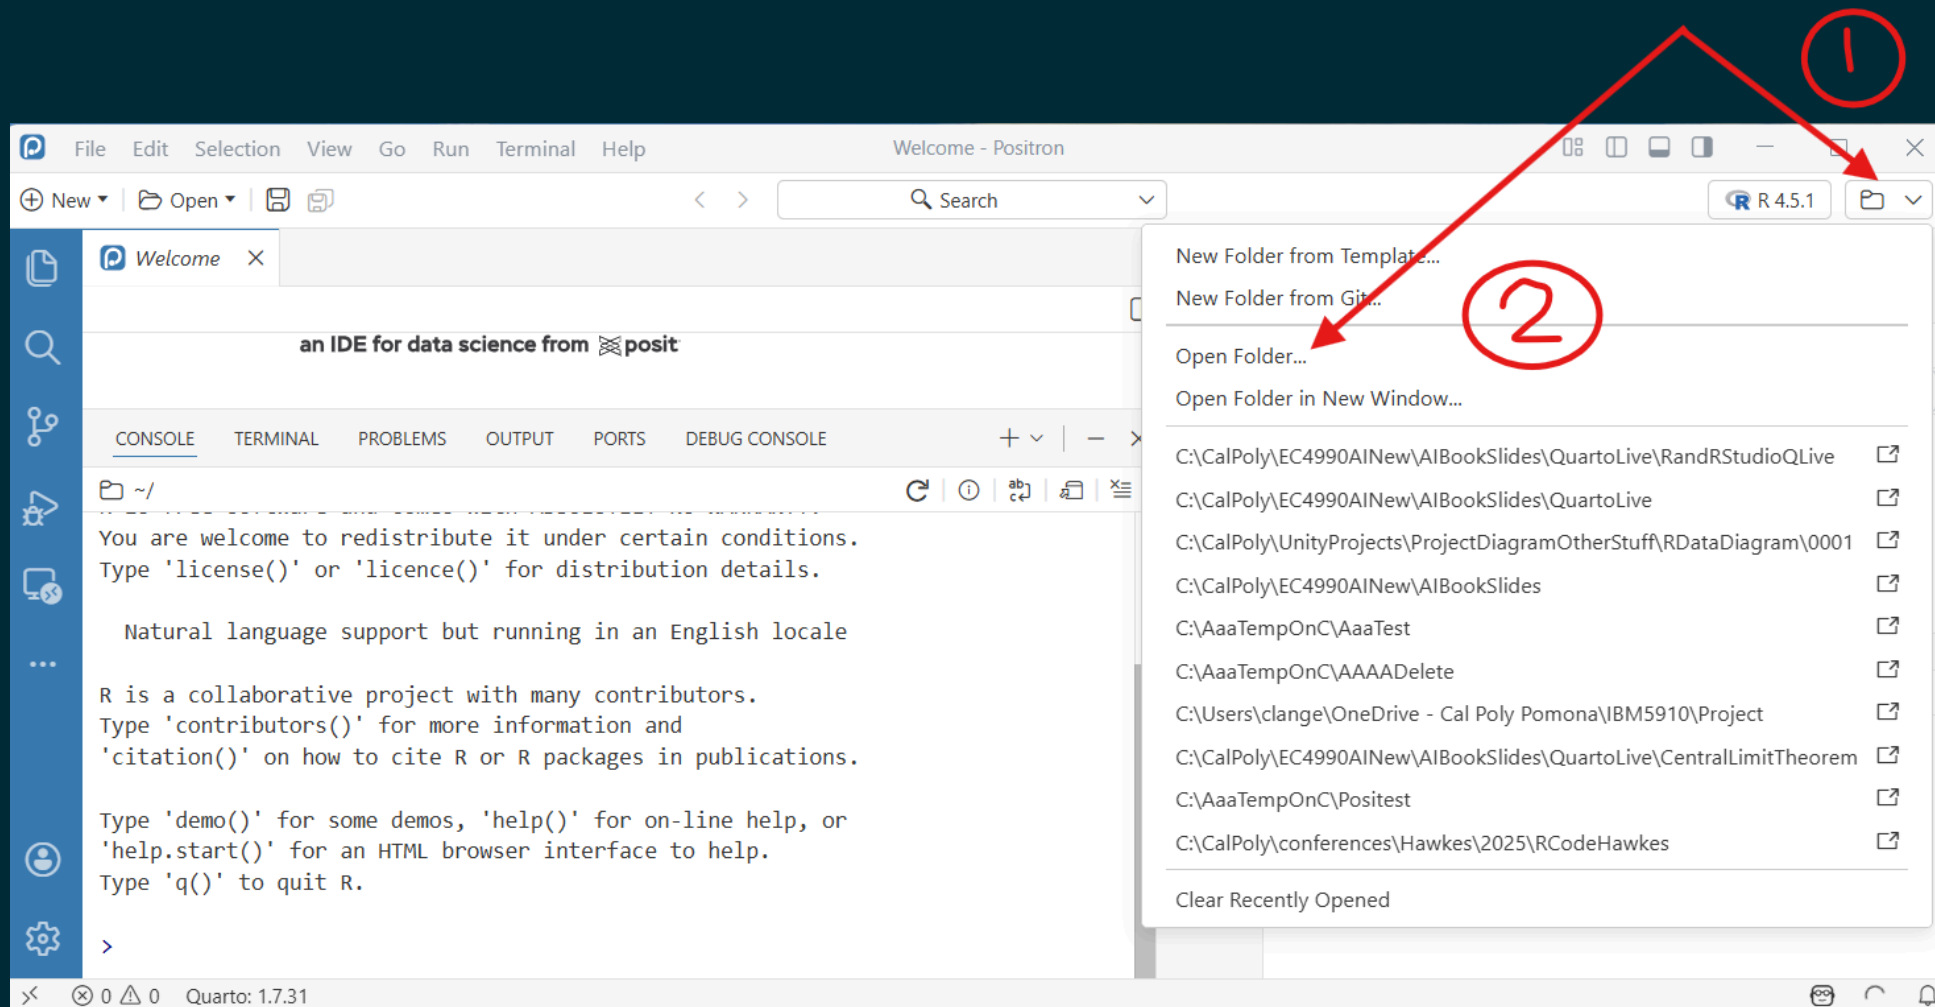 1
File Edit Selection View Go Run Terminal Help Welcome - Positron
New Open Search R 4.5.1
Welcome
an IDE for data science from posit
CONSOLE TERMINAL PROBLEMS OUTPUT PORTS DEBUG CONSOLE
~/
You are welcome to redistribute it under certain conditions.
Type 'license()' or 'licence()' for distribution details.
Natural language support but running in an English locale
R is a collaborative project with many contributors.
Type 'contributors()' for more information and
'citation()' on how to cite R or R packages in publications.
Type 'demo()' for some demos, 'help()' for on-line help, or
'help.start()' for an HTML browser interface to help.
Type 'q()' to quit R.
>
New Folder from Template...
New Folder from Git...
2
Open Folder...
Open Folder in New Window...
C:\CalPoly\EC4990AINew\AIBookSlides\QuartoLive\RandRStudioQLive
C:\CalPoly\EC4990AINew\AIBookSlides\QuartoLive
C:\CalPoly\UnityProjects\ProjectDiagramOtherStuff\RDataDiagram\0001
C:\CalPoly\EC4990AINew\AIBookSlides
C:\AaaTempOnC\AaaTest
C:\AaaTempOnC\AAAADelete
C:\Users\clange\OneDrive - Cal Poly Pomona\IBM5910\Project
C:\CalPoly\EC4990AINew\AIBookSlides\QuartoLive\CentralLimitTheorem
C:\AaaTempOnC\Positest
C:\CalPoly\conferences\Hawkes\2025\RCodeHawkes
Clear Recently Opened
0 0 Quarto: 1.7.31